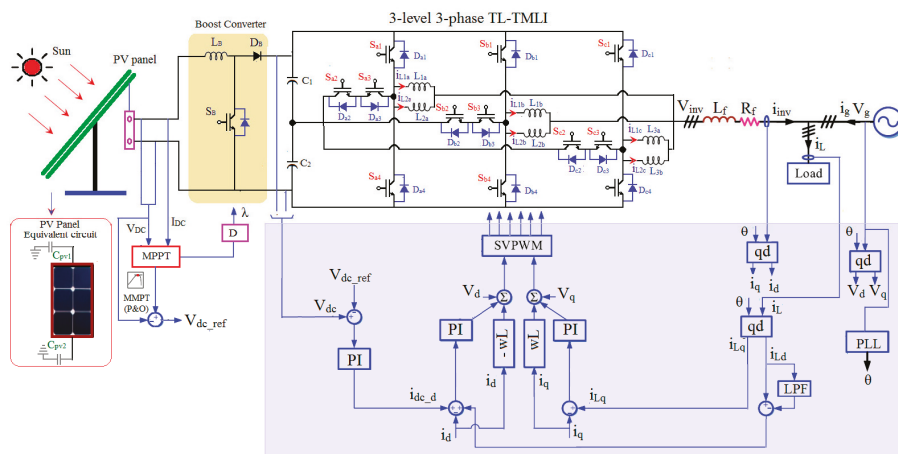 3-level 3-phase TL-TMLI
Boost Converter
Sun
PV panel
LB
DB
SB
C1
C2
Sa1
Da1
Sb1
Db1
Sc1
Dc1
Sa2
Sa3
Da2
Da3
iL1a
L1a
iL2a
L2a
Sb2
Sb3
Db2
Db3
iL1b
L1b
iL2b
L2b
Sc2
Sc3
Dc2
Dc3
iL1c
L3a
iL2c
L3b
Sa4
Da4
Sb4
Db4
Dc4
Vinv
Lf
Rf
iinv
ig
Vg
iL
Load
PV Panel
Equivalent circuit
Cpv1
Cpv2
VDC
IDC
λ
D
MPPT
MMPT
(P&O)
Vdc_ref
SVPWM
Vdc_ref
Vdc
PI
idc_d
Vd
Σ
Σ
Vq
PI
- wL
wL
PI
id
iq
id
iq
iLq
θ
qd
iq
id
θ
qd
Vd
Vq
θ
iL
qd
iLq
iLd
LPF
PLL
θ